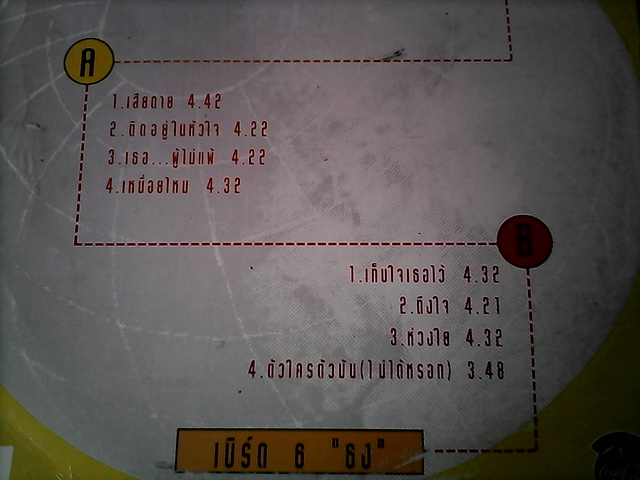 A
1.เสียดาย 4.42
2.ติดอยู่ในหัวใจ 4.22
3.เธอ...ผู้ไม่แพ้ 4.22
4.เหนื่อยไหม 4.32
B
1.เก็บใจเธอไว้ 4.32
2.ถึงใจ 4.21
3.ห่วงใย 4.32
4.ตัวใครตัวมัน(ไม่ได้หรอก) 3.48
เบิร์ด 6 "ธง"